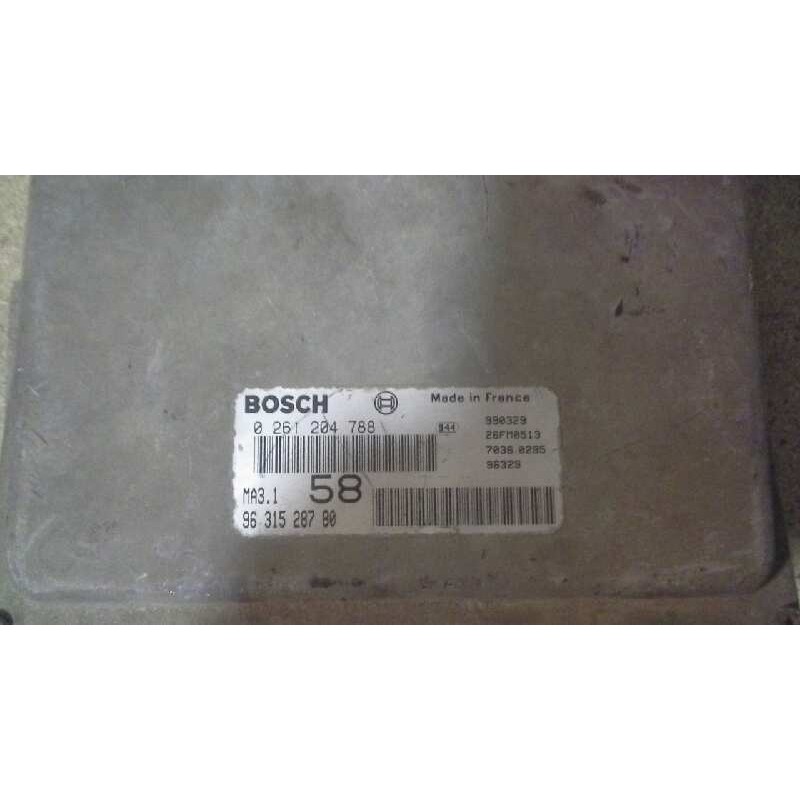 BOSCH Made in France
0 261 204 788 944 990329
26FM0513
7036.0295
96329
MA3.1 58
96 315 287 80